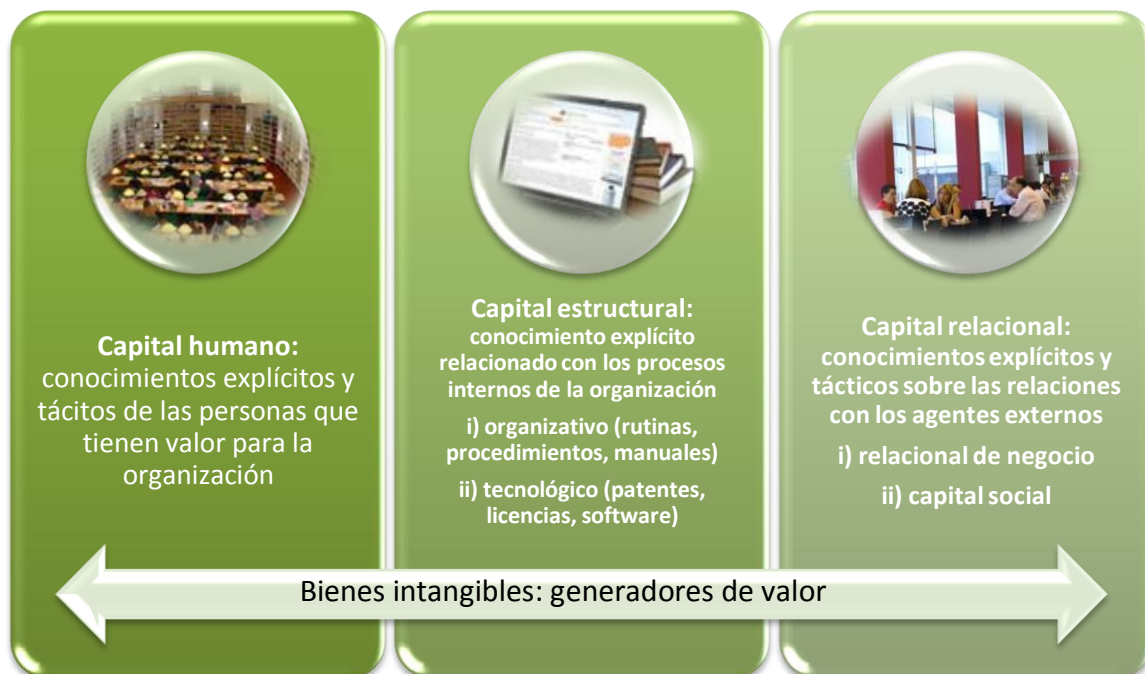 Capital humano:
conocimientos explícitos y
tácitos de las personas que
tienen valor para la
organización
Capital estructural:
conocimiento explícito
relacionado con los procesos
internos de la organización
i) organizativo (rutinas,
procedimientos, manuales)
ii) tecnológico (patentes,
licencias, software)
Capital relacional:
conocimientos explícitos y
tácticos sobre las relaciones
con los agentes externos
i) relacional de negocio
ii) capital social
Bienes intangibles: generadores de valor